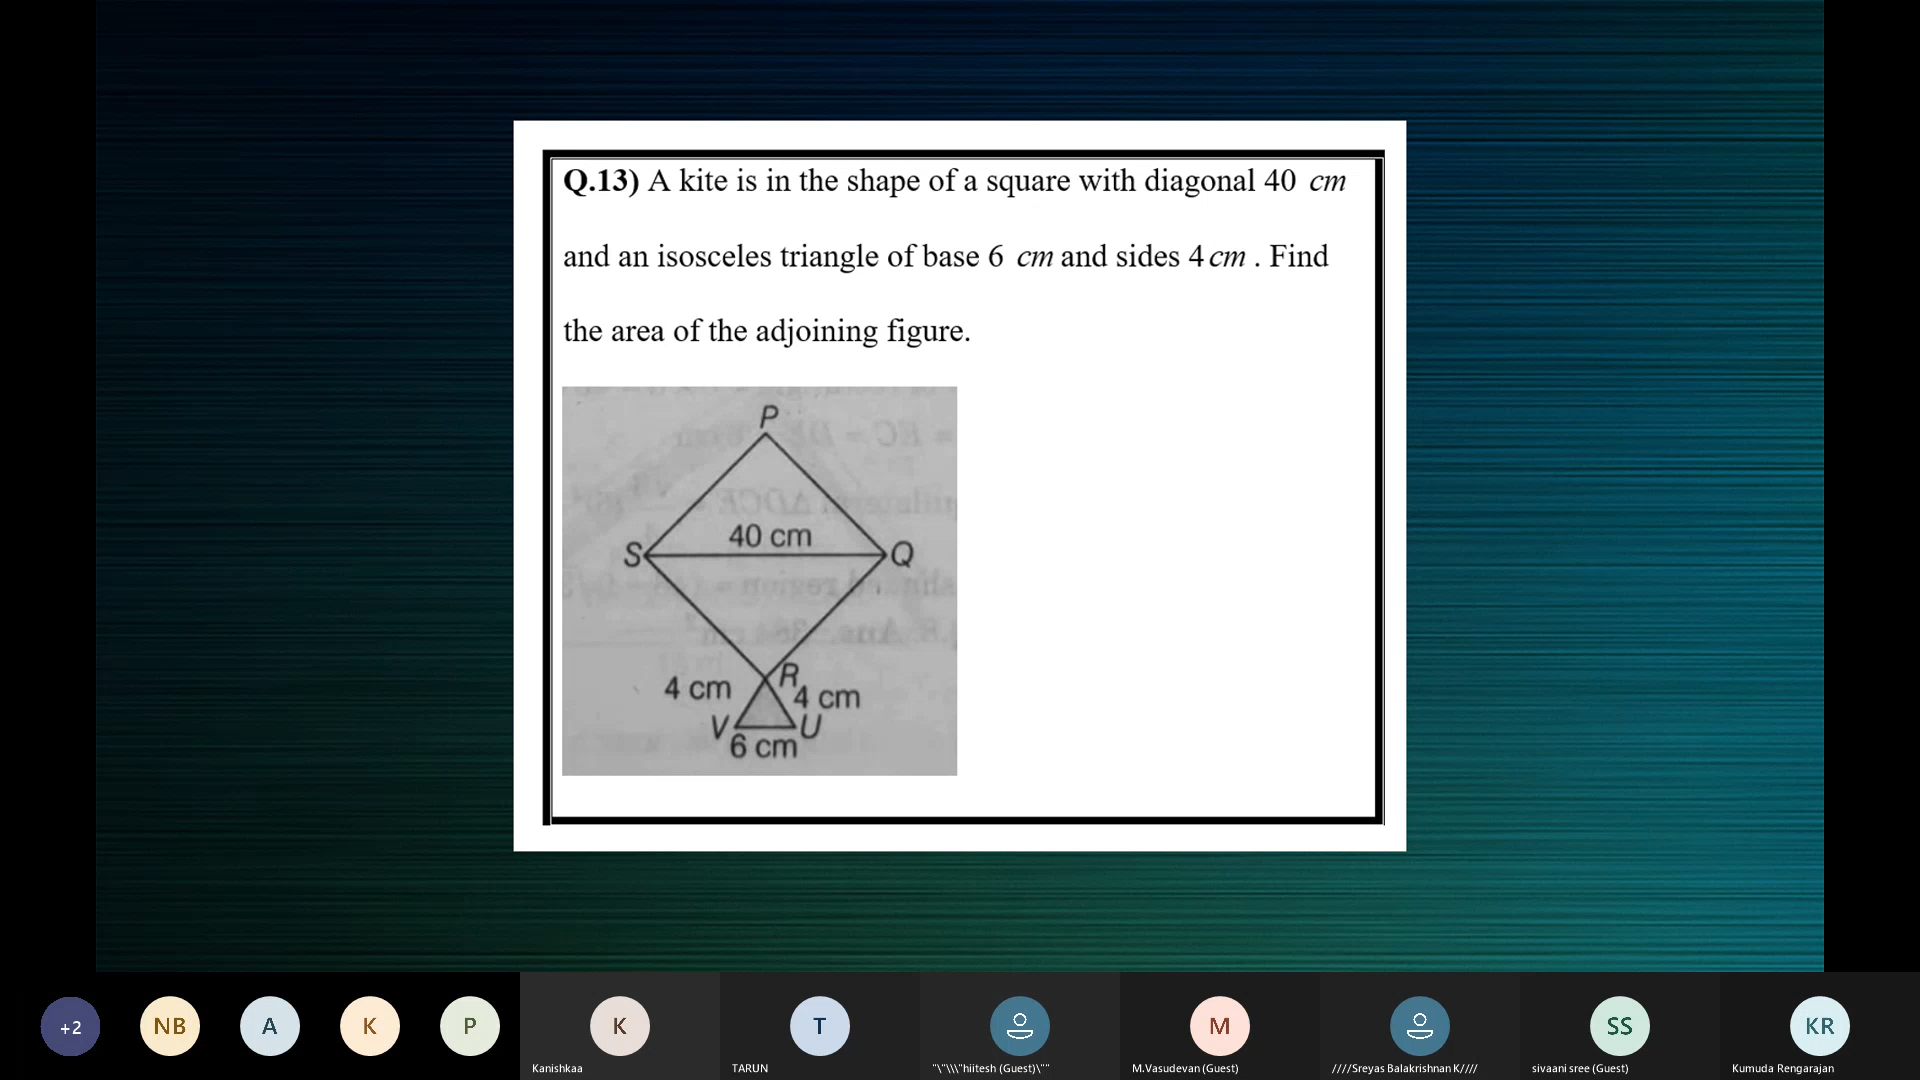 Q.13) A kite is in the shape of a square with diagonal 40 cm
and an isosceles triangle of base 6 cm and sides 4 cm . Find
the area of the adjoining figure.
P
40 cm
S
Q
R
4 cm
4 cm
V
U
6 cm
+2
NB
A
K
P
K
T
M
SS
KR
Kanishkaa
TARUN
"\"\\\"hiitesh (Guest)\""
M.Vasudevan (Guest)
////Sreyas Balakrishnan K////
sivaani sree (Guest)
Kumuda Rengarajan